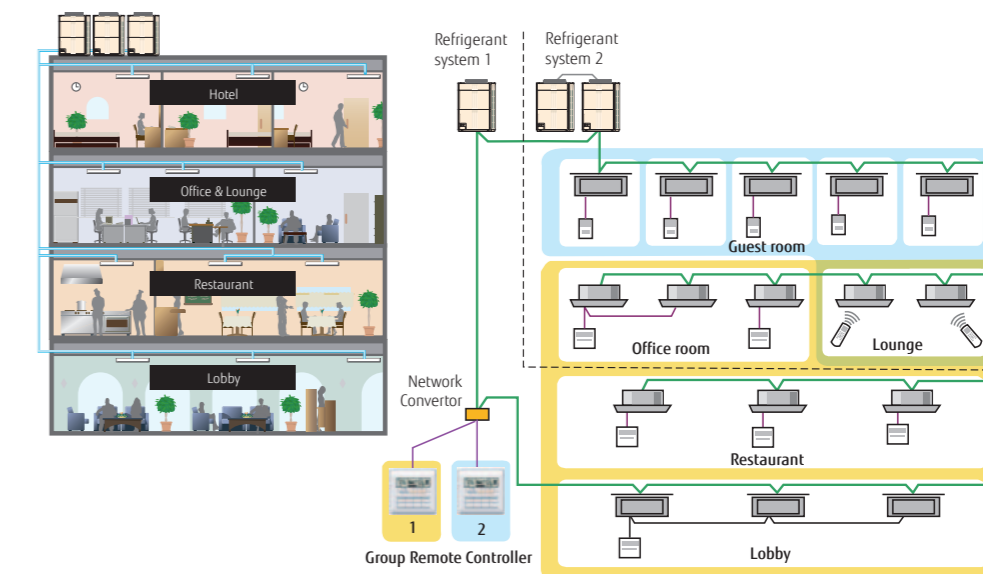 Hotel
Office & Lounge
Restaurant
Lobby
Refrigerant
system 1
Refrigerant
system 2
Guest room
Office room
Lounge
Restaurant
Lobby
Network
Convertor
1
2
Group Remote Controller